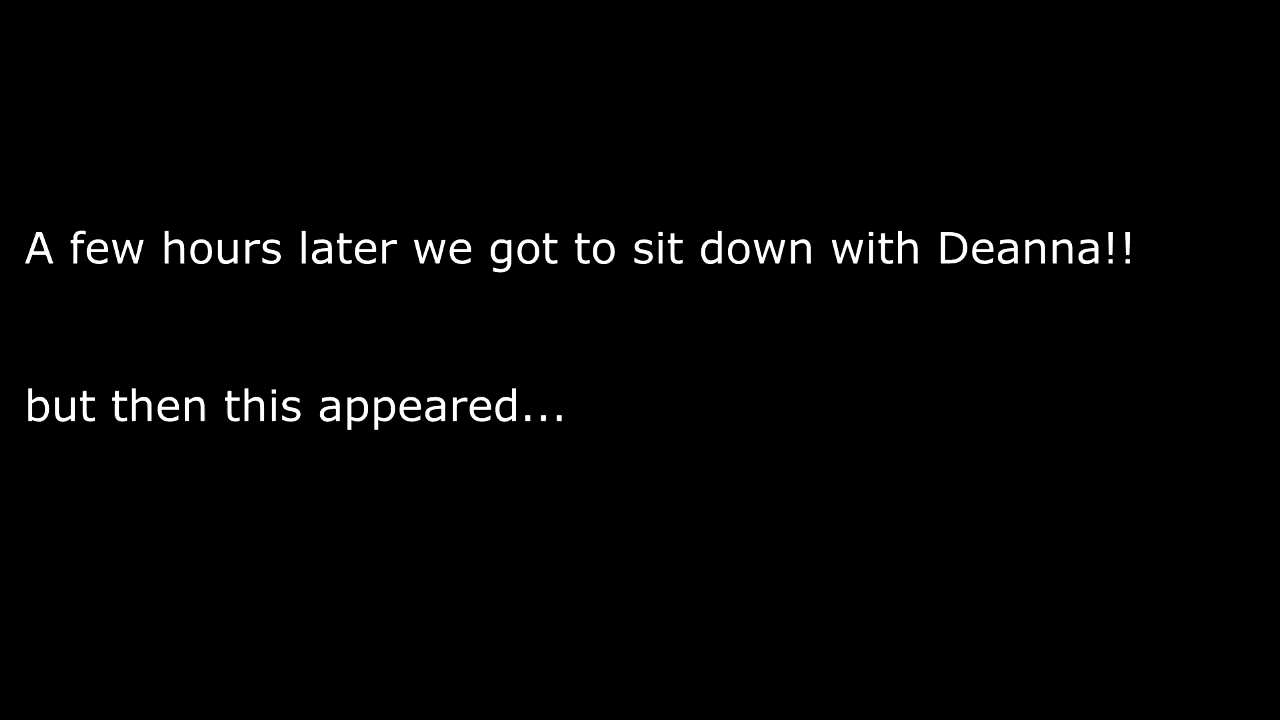 A few hours later we got to sit down with Deanna!!
but then this appeared...